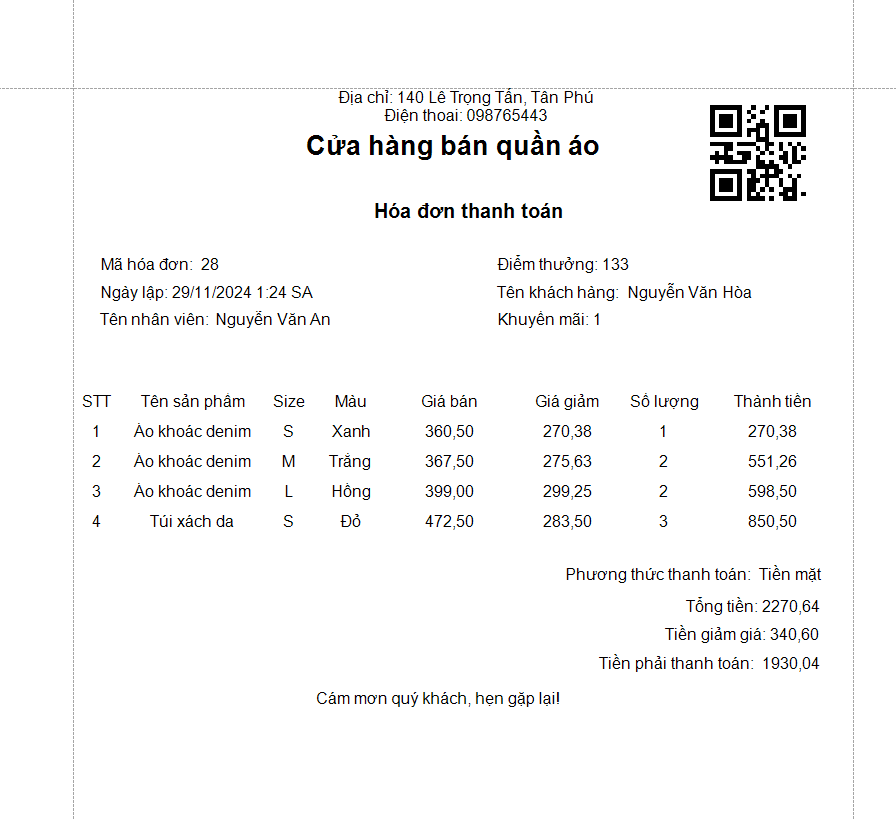 Địa chỉ: 140 Lê Trọng Tấn, Tân Phú
Điện thoai: 098765443
Cửa hàng bán quần áo
Hóa đơn thanh toán
Mã hóa đơn: 28
Điểm thưởng: 133
Ngày lập: 29/11/2024 1:24 SA
Tên khách hàng: Nguyễn Văn Hòa
Tên nhân viên: Nguyễn Văn An
Khuyến mãi: 1
STT Tên sản phẩm Size Màu Giá bán Giá giảm Số lượng Thành tiền
1 Áo khoác denim S Xanh 360,50 270,38 1 270,38
2 Áo khoác denim M Trắng 367,50 275,63 2 551,26
3 Áo khoác denim L Hồng 399,00 299,25 2 598,50
4 Túi xách da S Đỏ 472,50 283,50 3 850,50
Phương thức thanh toán: Tiền mặt
Tổng tiền: 2270,64
Tiền giảm giá: 340,60
Tiền phải thanh toán: 1930,04
Cám mơn quý khách, hẹn gặp lại!